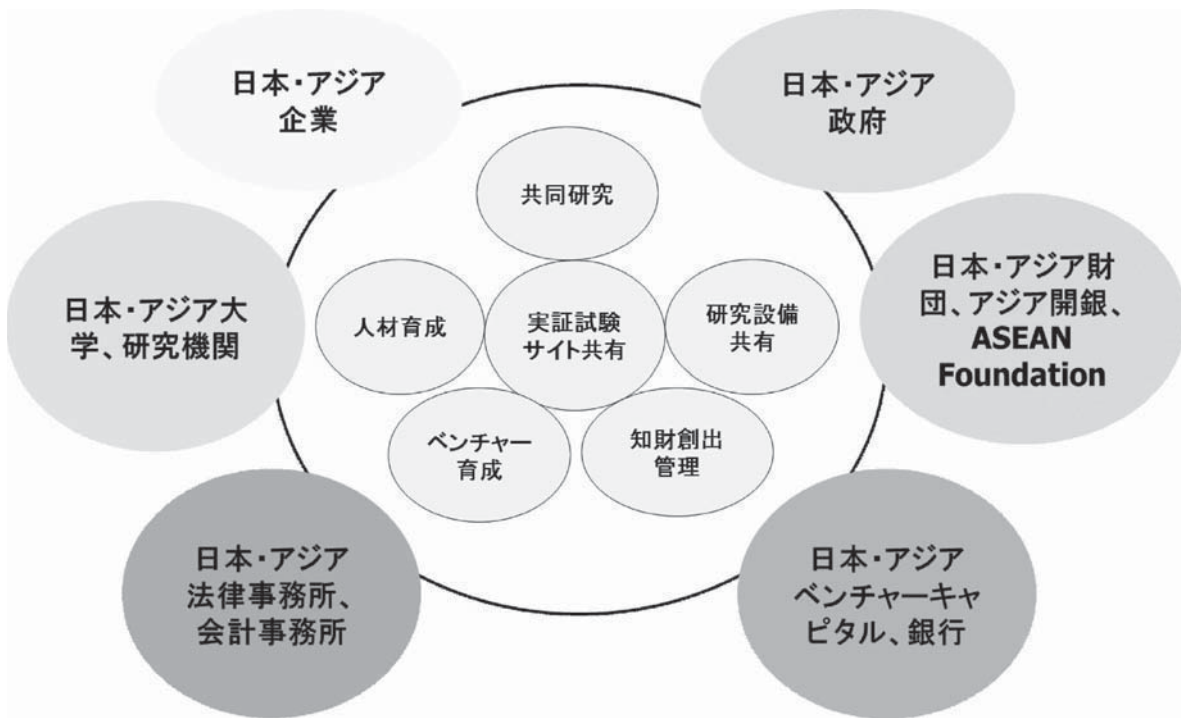 日本・アジア
企業
日本・アジア
政府
共同研究
日本・アジア大
学、研究機関
人材育成
実証試験
サイト共有
研究設備
共有
日本・アジア財
団、アジア開銀、
ASEAN
Foundation
ベンチャー
育成
知財創出
管理
日本・アジア
法律事務所、
会計事務所
日本・アジア
ベンチャーキャ
ピタル、銀行